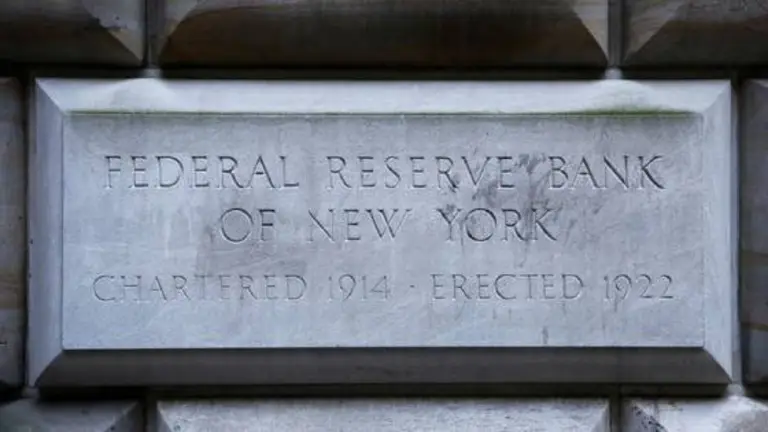 FEDERAL RESERVE BANK
OF NEW YORK
CHARTERED 1914 · ERECTED 1922